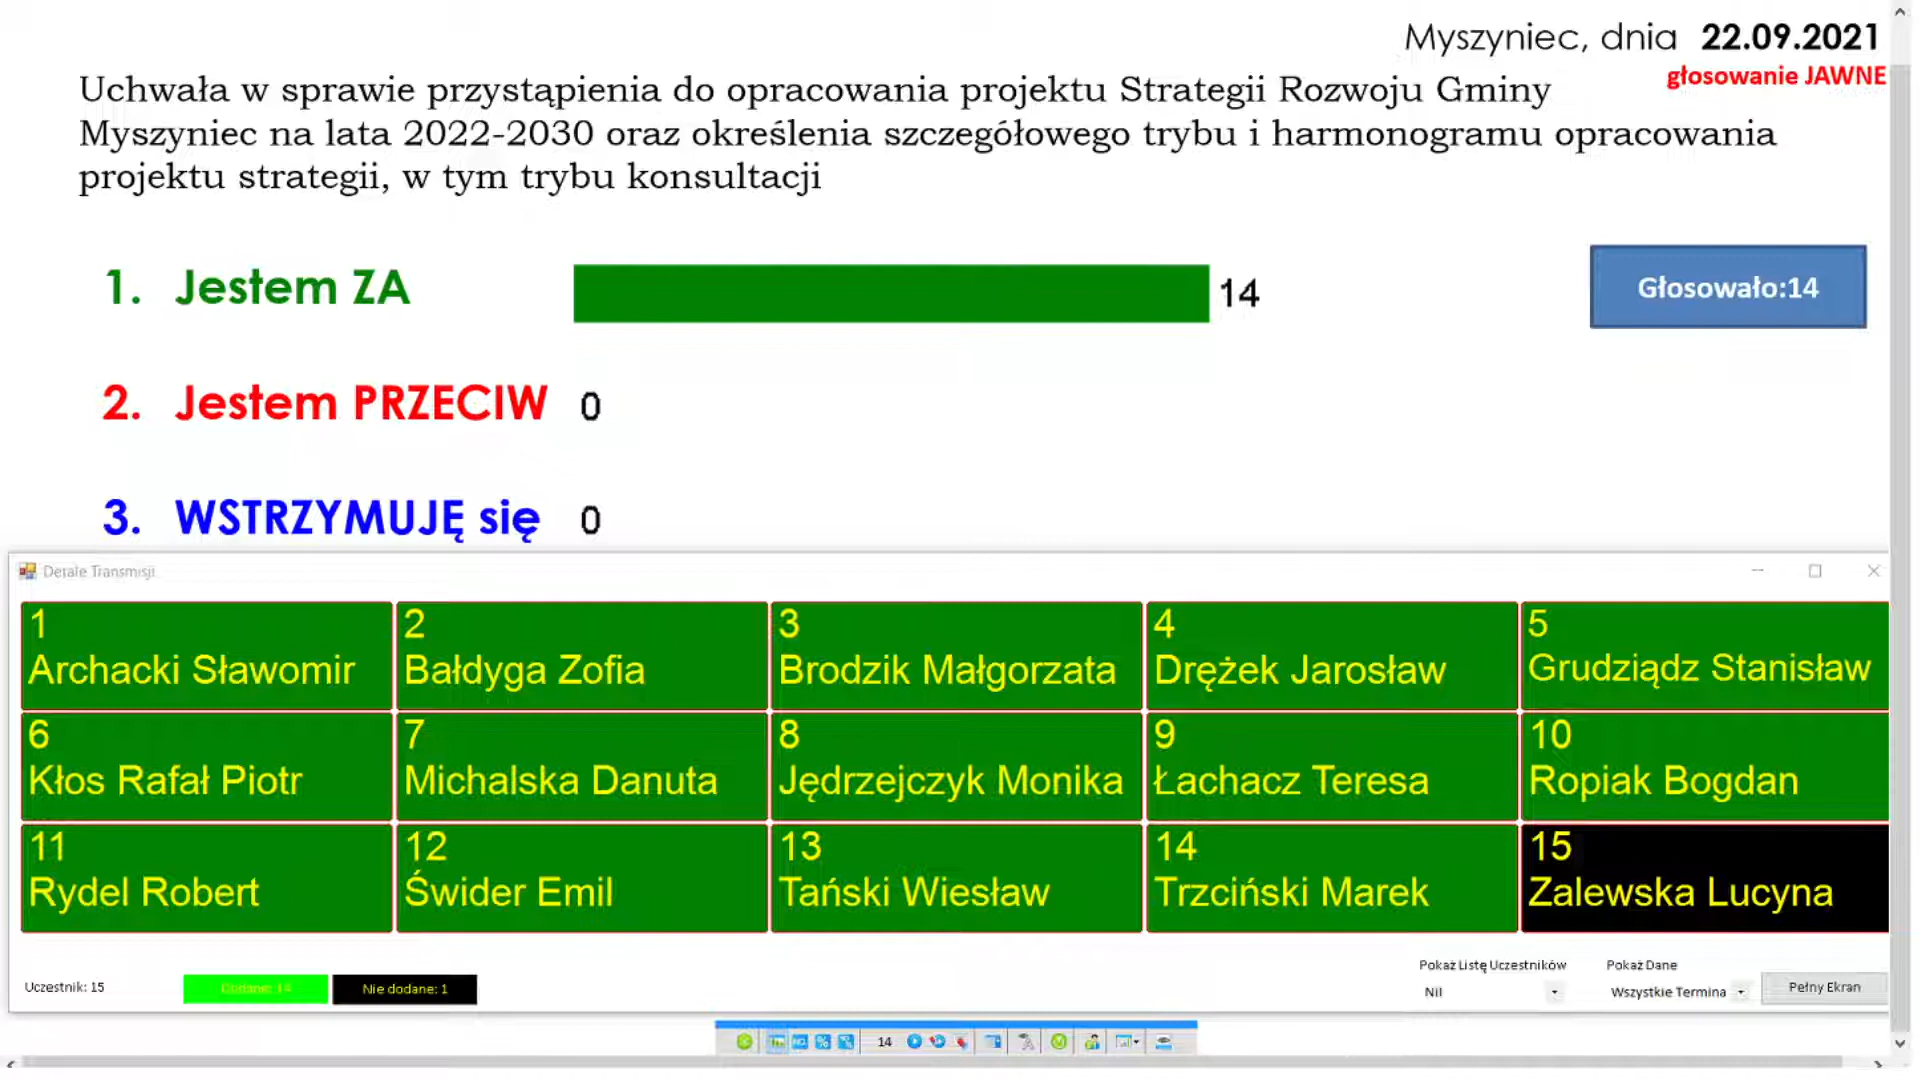 Myszyniec, dnia 22.09.2021
głosowanie JAWNE
Uchwała w sprawie przystąpienia do opracowania projektu Strategii Rozwoju Gminy
Myszyniec na lata 2022-2030 oraz określenia szczegółowego trybu i harmonogramu opracowania
projektu strategii, w tym trybu konsultacji
1. Jestem ZA 14
Głosowało:14
2. Jestem PRZECIW 0
3. WSTRZYMUJĘ się 0
Detale Transmisji
1
Archacki Sławomir
2
Bałdyga Zofia
3
Brodzik Małgorzata
4
Drężek Jarosław
5
Grudziądz Stanisław
6
Kłos Rafał Piotr
7
Michalska Danuta
8
Jędrzejczyk Monika
9
Łachacz Teresa
10
Ropiak Bogdan
11
Rydel Robert
12
Świder Emil
13
Tański Wiesław
14
Trzciński Marek
15
Zalewska Lucyna
Uczestnik: 15
Dodane: 14
Nie dodane: 1
Pokaż Listę Uczestników
Nil
Pokaż Dane
Wszystkie Termina
Pełny Ekran
14